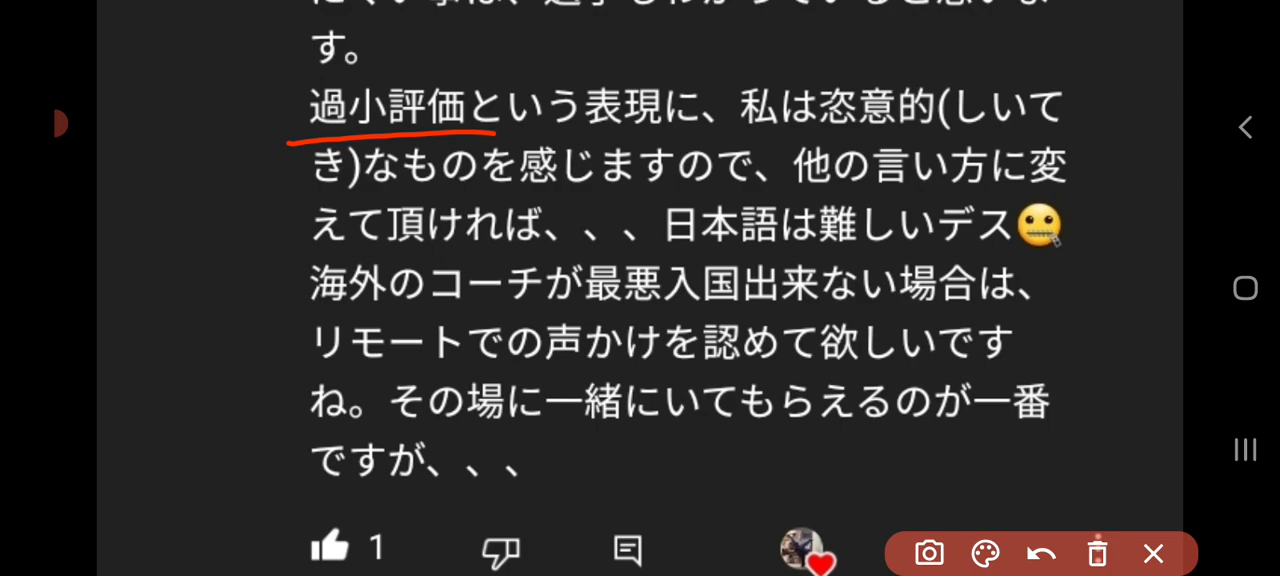 す。
過小評価という表現に、私は恣意的(しいて
き)なものを感じますので、他の言い方に変
えて頂ければ、、、日本語は難しいデス🤐
海外のコーチが最悪入国出来ない場合は、
リモートでの声かけを認めて欲しいです
ね。その場に一緒にいてもらえるのが一番
ですが、、、
1